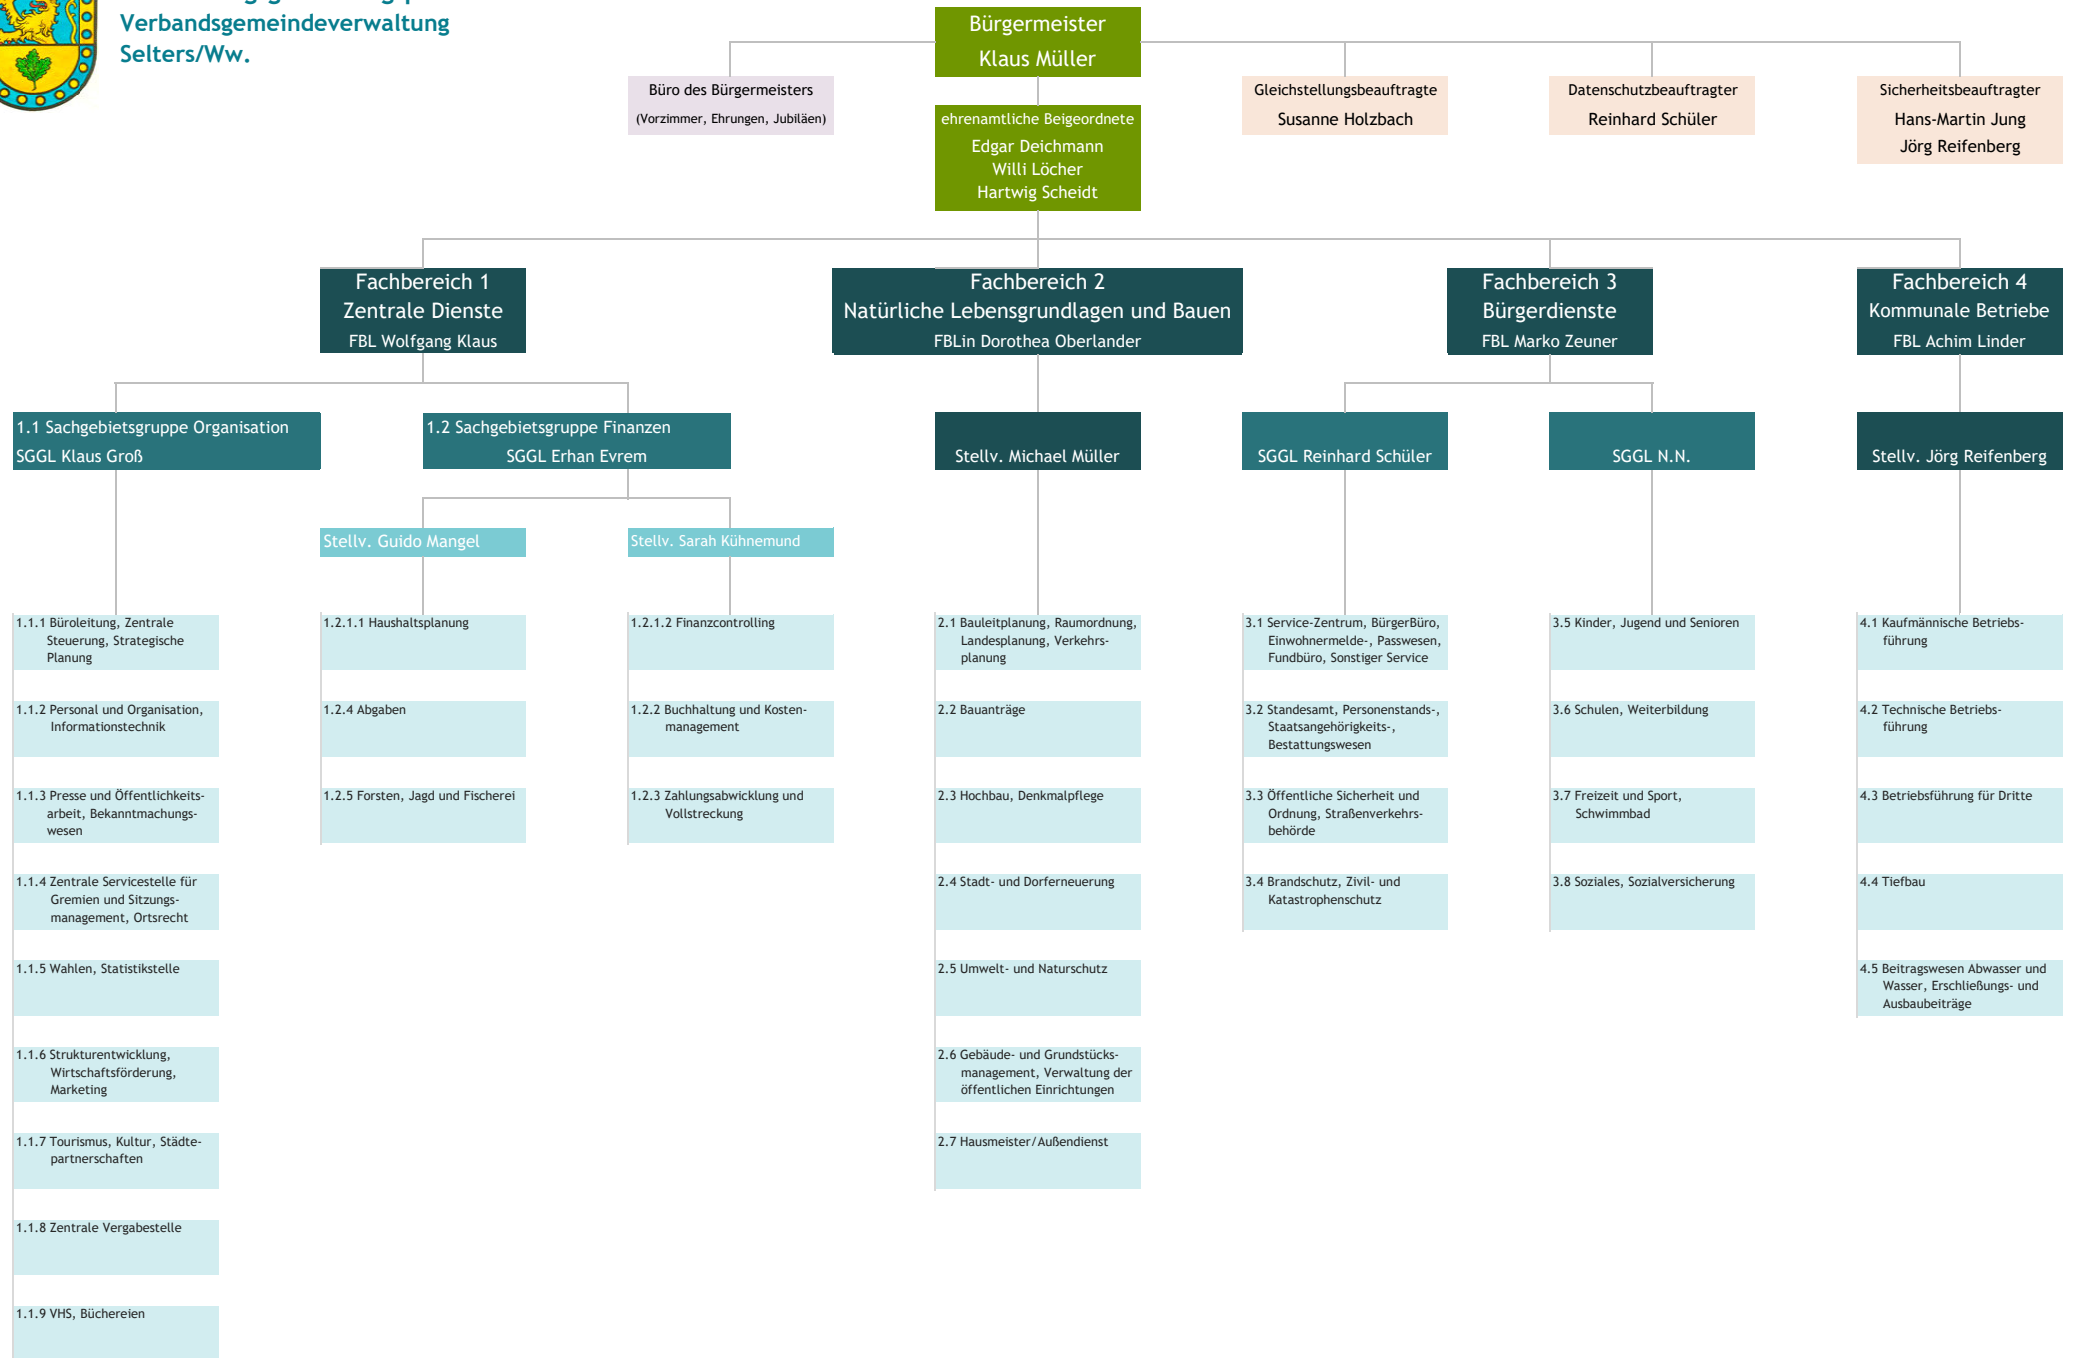 Verbandsgemeindeverwaltung
Selters/Ww.
Bürgermeister
Klaus Müller
Büro des Bürgermeisters
(Vorzimmer, Ehrungen, Jubiläen)
ehrenamtliche Beigeordnete
Edgar Deichmann
Willi Löcher
Hartwig Scheidt
Gleichstellungsbeauftragte
Susanne Holzbach
Datenschutzbeauftragter
Reinhard Schüler
Sicherheitsbeauftragter
Hans-Martin Jung
Jörg Reifenberg
Fachbereich 1
Zentrale Dienste
FBL Wolfgang Klaus
Fachbereich 2
Natürliche Lebensgrundlagen und Bauen
FBLin Dorothea Oberlander
Fachbereich 3
Bürgerdienste
FBL Marko Zeuner
Fachbereich 4
Kommunale Betriebe
FBL Achim Linder
1.1 Sachgebietsgruppe Organisation
SGGL Klaus Groß
1.2 Sachgebietsgruppe Finanzen
SGGL Erhan Evrem
Stellv. Michael Müller
SGGL Reinhard Schüler
SGGL N.N.
Stellv. Jörg Reifenberg
Stellv. Guido Mangel
Stellv. Sarah Kühnemund
1.1.1 Büroleitung, Zentrale
Steuerung, Strategische
Planung
1.1.2 Personal und Organisation,
Informationstechnik
1.1.3 Presse und Öffentlichkeits-
arbeit, Bekanntmachungs-
wesen
1.1.4 Zentrale Servicestelle für
Gremien und Sitzungs-
management, Ortsrecht
1.1.5 Wahlen, Statistikstelle
1.1.6 Strukturentwicklung,
Wirtschaftsförderung,
Marketing
1.1.7 Tourismus, Kultur, Städte-
partnerschaften
1.1.8 Zentrale Vergabestelle
1.1.9 VHS, Büchereien
1.2.1.1 Haushaltsplanung
1.2.4 Abgaben
1.2.5 Forsten, Jagd und Fischerei
1.2.1.2 Finanzcontrolling
1.2.2 Buchhaltung und Kosten-
management
1.2.3 Zahlungsabwicklung und
Vollstreckung
2.1 Bauleitplanung, Raumordnung,
Landesplanung, Verkehrs-
planung
2.2 Bauanträge
2.3 Hochbau, Denkmalpflege
2.4 Stadt- und Dorferneuerung
2.5 Umwelt- und Naturschutz
2.6 Gebäude- und Grundstücks-
management, Verwaltung der
öffentlichen Einrichtungen
2.7 Hausmeister/Außendienst
3.1 Service-Zentrum, BürgerBüro,
Einwohnermelde-, Passwesen,
Fundbüro, Sonstiger Service
3.2 Standesamt, Personenstands-,
Staatsangehörigkeits-,
Bestattungswesen
3.3 Öffentliche Sicherheit und
Ordnung, Straßenverkehrs-
behörde
3.4 Brandschutz, Zivil- und
Katastrophenschutz
3.5 Kinder, Jugend und Senioren
3.6 Schulen, Weiterbildung
3.7 Freizeit und Sport,
Schwimmbad
3.8 Soziales, Sozialversicherung
4.1 Kaufmännische Betriebs-
führung
4.2 Technische Betriebs-
führung
4.3 Betriebsführung für Dritte
4.4 Tiefbau
4.5 Beitragswesen Abwasser und
Wasser, Erschließungs- und
Ausbaubeiträge